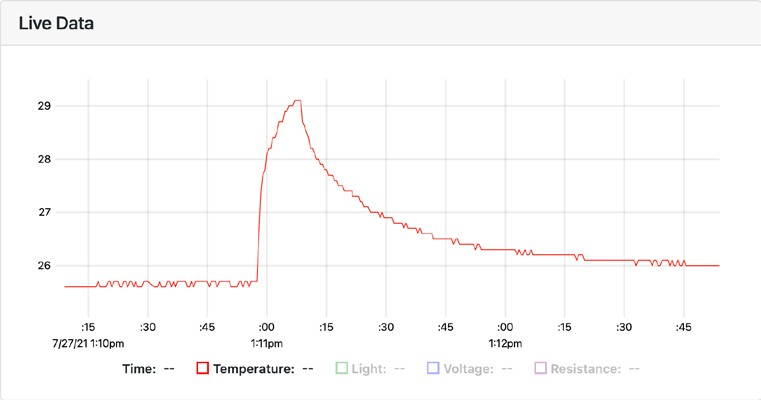 Live Data
29
28
27
26
:15 :30 :45 :00 :15 :30 :45 :00 :15 :30 :45
7/27/21 1:10pm 1:11pm 1:12pm
Time: -- Temperature: -- Light: -- Voltage: -- Resistance: --